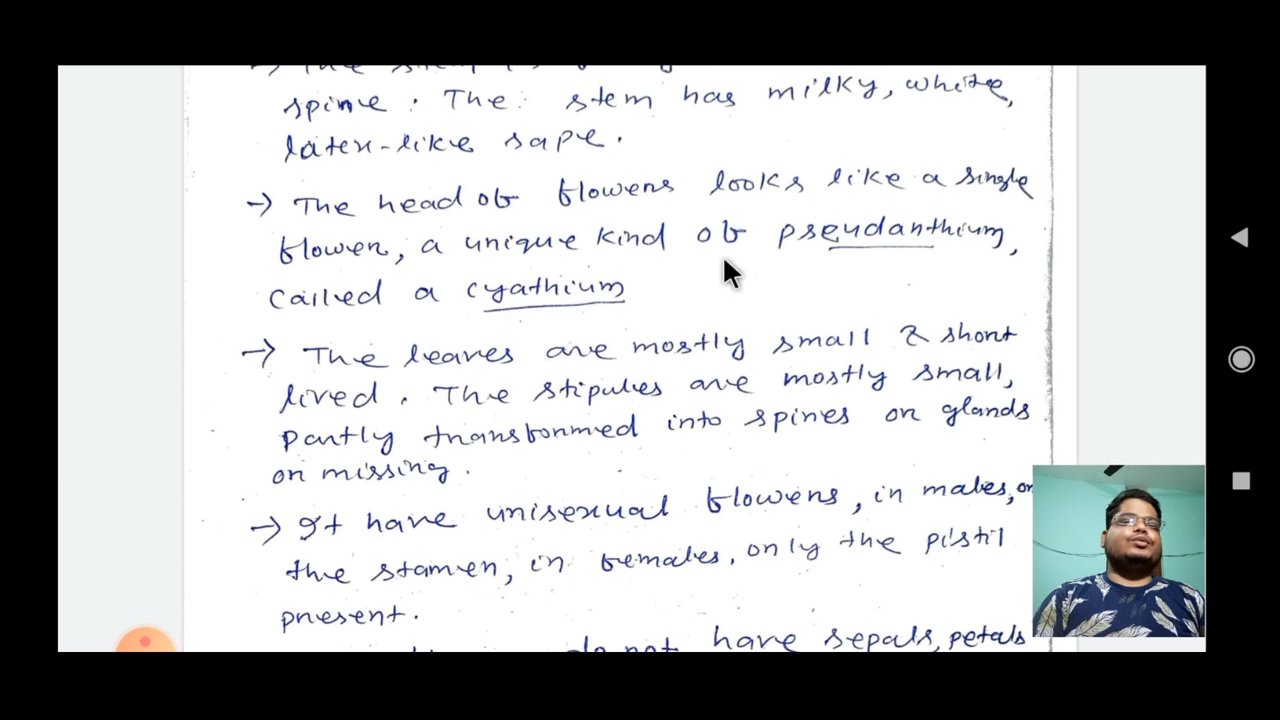 spine. The stem has milky, white,
latex-like sape.
→ The head of flowers looks like a single
flower, a unique kind of pseudanthium,
called a cyathium
→ The leaves are mostly small & short
lived. The stipules are mostly small,
partly transformed into spines or glands
or missing.
→ It have unisexual flowers, in males, on
the stamen, in females, only the pistil
present.
do not have sepals, petals